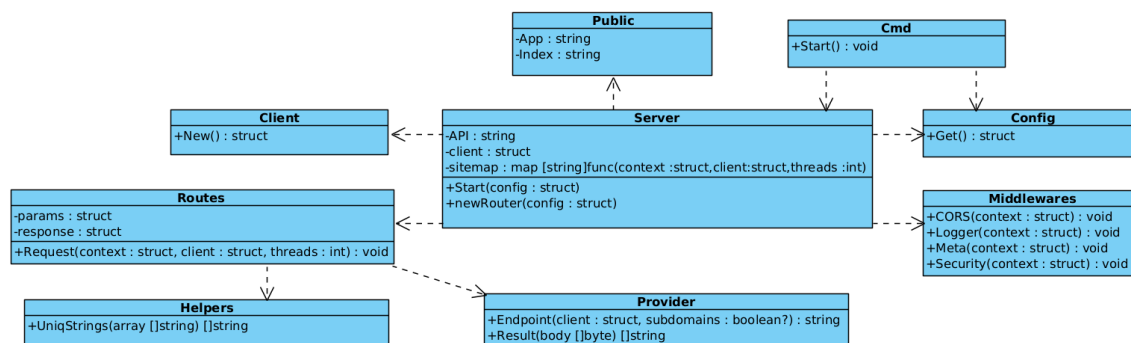 Public
-App : string
-Index : string
Cmd
+Start() : void
Client
+New() : struct
Server
-API : string
-client : struct
-sitemap : map [string]func(context :struct,client:struct,threads :int)
+Start(config : struct)
+newRouter(config : struct)
Config
+Get() : struct
Routes
-params : struct
-response : struct
+Request(context : struct, client : struct, threads : int) : void
Middlewares
+CORS(context : struct) : void
+Logger(context : struct) : void
+Meta(context : struct) : void
+Security(context : struct) : void
Helpers
+UniqStrings(array []string) []string
Provider
+Endpoint(client : struct, subdomains : boolean?) : string
+Result(body []byte) []string